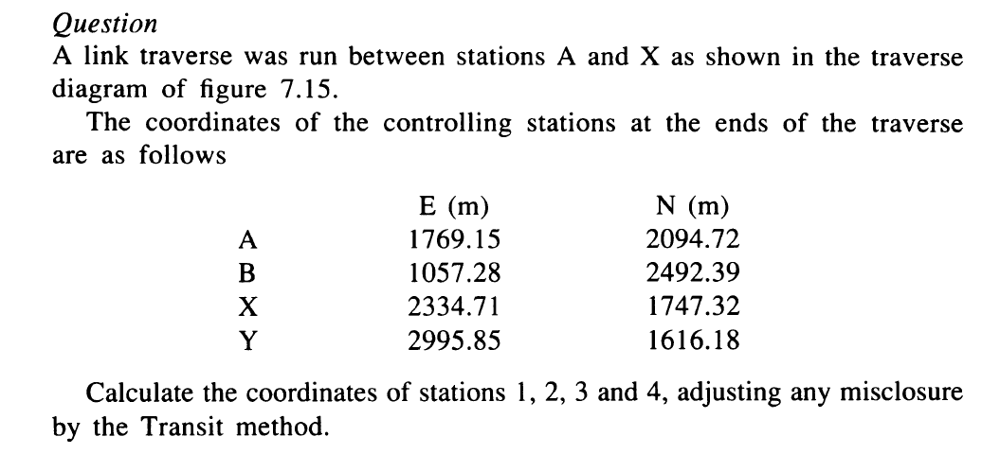 Question
A link traverse was run between stations A and X as shown in the traverse
diagram of figure 7.15.
The coordinates of the controlling stations at the ends of the traverse
are as follows
E (m) N (m)
A 1769.15 2094.72
B 1057.28 2492.39
X 2334.71 1747.32
Y 2995.85 1616.18
Calculate the coordinates of stations 1, 2, 3 and 4, adjusting any misclosure
by the Transit method.